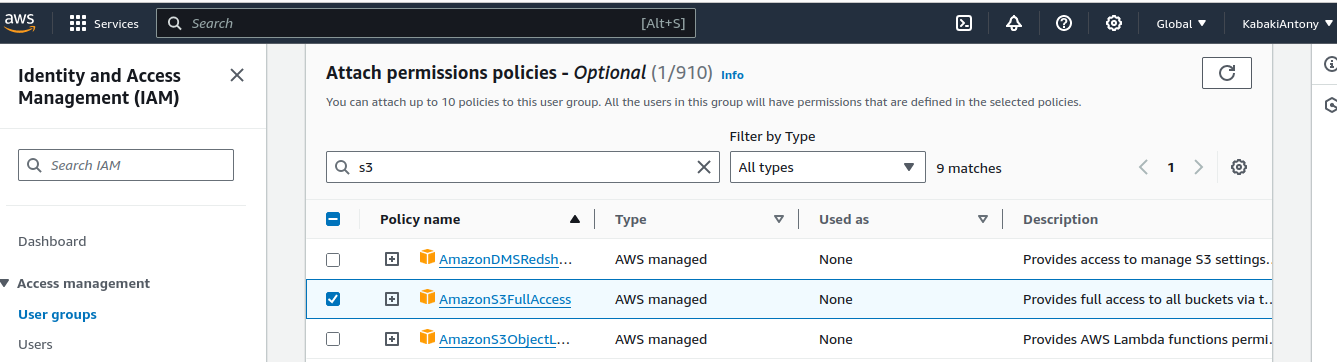 aws Services Search [Alt+S] Global KabakiAntony
Identity and Access
Management (IAM)
Search IAM
Dashboard
Access management
User groups
Users
Attach permissions policies - Optional (1/910) Info
You can attach up to 10 policies to this user group. All the users in this group will have permissions that are defined in the selected policies.
Filter by Type
s3 All types 9 matches 1
Policy name Type Used as Description
AmazonDMSRedsh… AWS managed None Provides access to manage S3 settings…
AmazonS3FullAccess AWS managed None Provides full access to all buckets via t…
AmazonS3ObjectL… AWS managed None Provides AWS Lambda functions permi…